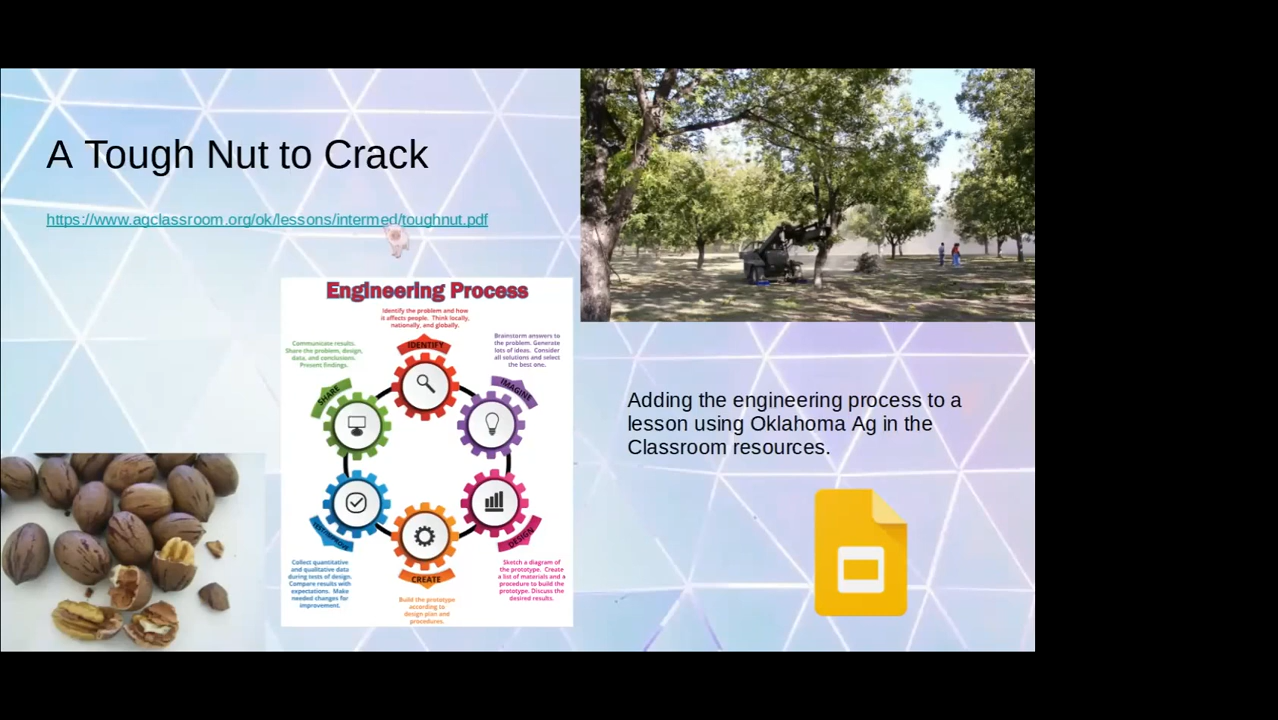 A Tough Nut to Crack
https://www.agclassroom.org/ok/lessons/intermed/toughnut.pdf
Engineering Process
Identify the problem and how
it affects people. Think locally,
nationally, and globally.
IDENTIFY
Brainstorm answers to
the problem. Generate
lots of ideas. Consider
all solutions and select
the best one.
IMAGINE
Communicate results.
Share the problem, design,
data, and conclusions.
Present findings.
SHARE
Adding the engineering process to a
lesson using Oklahoma Ag in the
Classroom resources.
DESIGN
Sketch a diagram of
the prototype. Create
a list of materials and a
procedure to build the
prototype. Discuss the
desired results.
CREATE
Build the prototype
according to
design plan and
procedures.
Collect quantitative
and qualitative data
during tests of design.
Compare results with
expectations. Make
needed changes for
improvement.